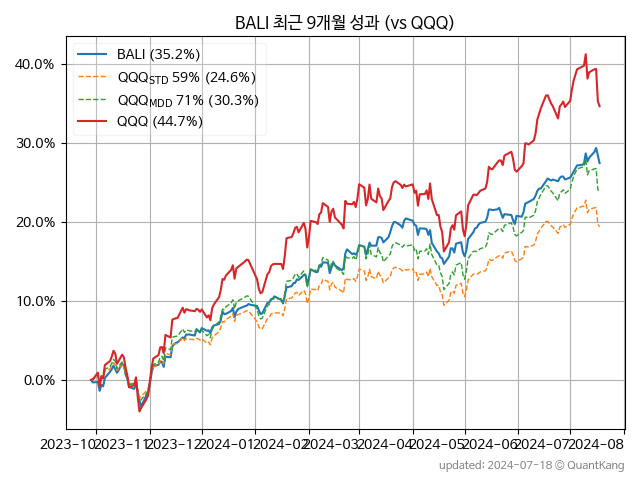 BALI 최근 9개월 성과 (vs QQQ)
BALI (35.2%)
QQQSTD 59% (24.6%)
QQQMDD 71% (30.3%)
QQQ (44.7%)
40.0%
30.0%
20.0%
10.0%
0.0%
2023-10 2023-11 2023-12 2024-01 2024-02 2024-03 2024-04 2024-05 2024-06 2024-07 2024-08
updated: 2024-07-18 © QuantKang